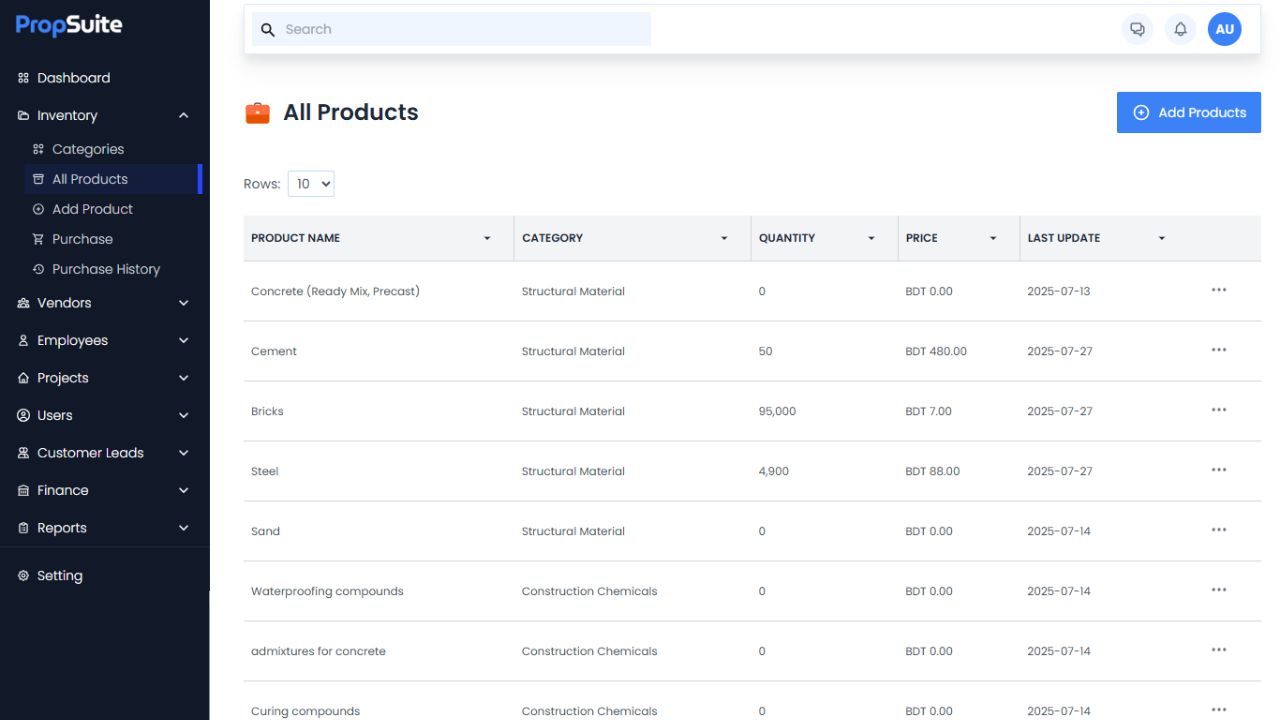 PropSuite
Search
AU
Dashboard
Inventory
Categories
All Products
Add Product
Purchase
Purchase History
Vendors
Employees
Projects
Users
Customer Leads
Finance
Reports
Setting
All Products
Add Products
Rows: 10
PRODUCT NAME CATEGORY QUANTITY PRICE LAST UPDATE
Concrete (Ready Mix, Precast) Structural Material 0 BDT 0.00 2025-07-13
Cement Structural Material 50 BDT 480.00 2025-07-27
Bricks Structural Material 95,000 BDT 7.00 2025-07-27
Steel Structural Material 4,900 BDT 88.00 2025-07-27
Sand Structural Material 0 BDT 0.00 2025-07-14
Waterproofing compounds Construction Chemicals 0 BDT 0.00 2025-07-14
admixtures for concrete Construction Chemicals 0 BDT 0.00 2025-07-14
Curing compounds Construction Chemicals 0 BDT 0.00 2025-07-14